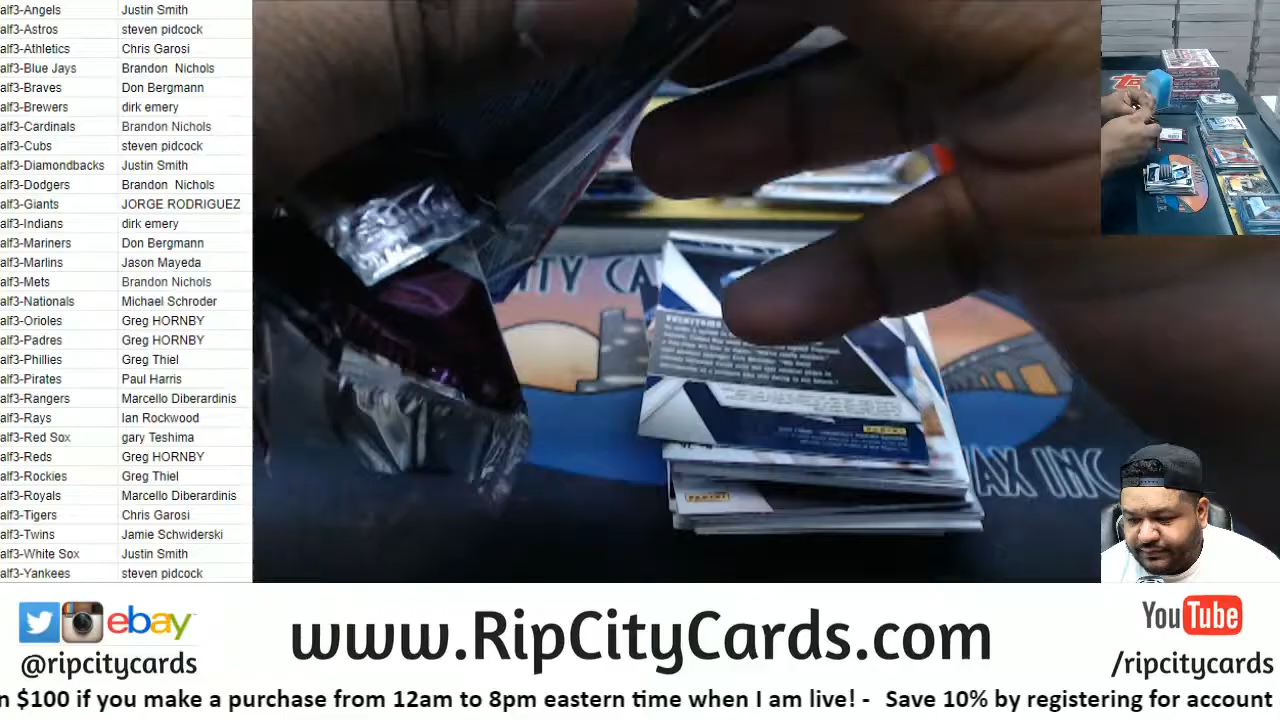 alf3-Angels Justin Smith
alf3-Astros steven pidcock
alf3-Athletics Chris Garosi
alf3-Blue Jays Brandon Nichols
alf3-Braves Don Bergmann
alf3-Brewers dirk emery
alf3-Cardinals Brandon Nichols
alf3-Cubs steven pidcock
alf3-Diamondbacks Justin Smith
alf3-Dodgers Brandon Nichols
alf3-Giants JORGE RODRIGUEZ
alf3-Indians dirk emery
alf3-Mariners Don Bergmann
alf3-Marlins Jason Mayeda
alf3-Mets Brandon Nichols
alf3-Nationals Michael Schroder
alf3-Orioles Greg HORNBY
alf3-Padres Greg HORNBY
alf3-Phillies Greg Thiel
alf3-Pirates Paul Harris
alf3-Rangers Marcello Diberardinis
alf3-Rays Ian Rockwood
alf3-Red Sox gary Teshima
alf3-Reds Greg HORNBY
alf3-Rockies Greg Thiel
alf3-Royals Marcello Diberardinis
alf3-Tigers Chris Garosi
alf3-Twins Jamie Schwiderski
alf3-White Sox Justin Smith
alf3-Yankees steven pidcock
ITY CA
AX INC
PANINI
PANINI
ebay
@ripcitycards
www.RipCityCards.com
YouTube
/ripcitycards
n $100 if you make a purchase from 12am to 8pm eastern time when I am live! - Save 10% by registering for account